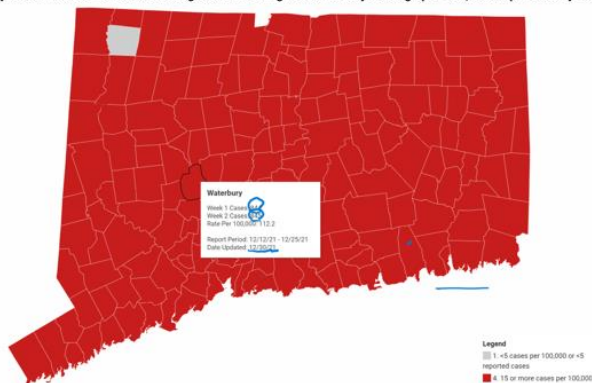 Waterbury
Week 1 Cases:
Week 2 Cases:
Rate Per 100,000: 112.2
Report Period: 12/12/21 - 12/25/21
Date Updated: 12/30/21
Legend
1. <5 cases per 100,000 or <5
reported cases
4. 15 or more cases per 100,000